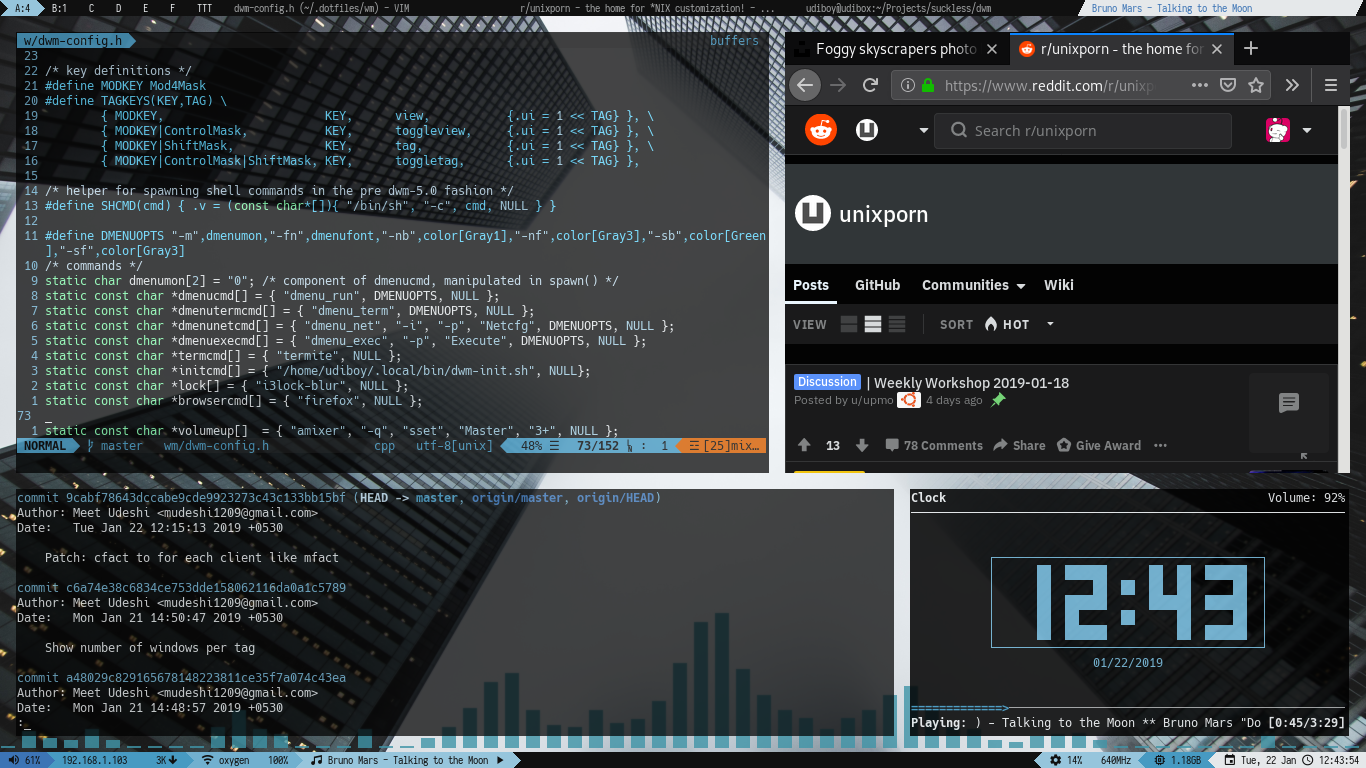 A:4 B:1 C D E F TTT dwm-config.h (~/.dotfiles/wm) - VIM r/unixporn - the home for *NIX customization! - ... udiboy@udibox:~/Projects/suckless/dwm Bruno Mars - Talking to the Moon
w/dwm-config.h buffers
23
22 /* key definitions */
21 #define MODKEY Mod4Mask
20 #define TAGKEYS(KEY,TAG) \
19 { MODKEY, KEY, view, {.ui = 1 << TAG} }, \
18 { MODKEY|ControlMask, KEY, toggleview, {.ui = 1 << TAG} }, \
17 { MODKEY|ShiftMask, KEY, tag, {.ui = 1 << TAG} }, \
16 { MODKEY|ControlMask|ShiftMask, KEY, toggletag, {.ui = 1 << TAG} },
15
14 /* helper for spawning shell commands in the pre dwm-5.0 fashion */
13 #define SHCMD(cmd) { .v = (const char*[]){ "/bin/sh", "-c", cmd, NULL } }
12
11 #define DMENUOPTS "-m",dmenumon,"-fn",dmenufont,"-nb",color[Gray1],"-nf",color[Gray3],"-sb",color[Green
],"-sf",color[Gray3]
10 /* commands */
9 static char dmenumon[2] = "0"; /* component of dmenucmd, manipulated in spawn() */
8 static const char *dmenucmd[] = { "dmenu_run", DMENUOPTS, NULL };
7 static const char *dmenutermcmd[] = { "dmenu_term", DMENUOPTS, NULL };
6 static const char *dmenunetcmd[] = { "dmenu_net", "-i", "-p", "Netcfg", DMENUOPTS, NULL };
5 static const char *dmenuexecmd[] = { "dmenu_exec", "-p", "Execute", DMENUOPTS, NULL };
4 static const char *termcmd[] = { "termite", NULL };
3 static const char *initcmd[] = { "/home/udiboy/.local/bin/dwm-init.sh", NULL};
2 static const char *lock[] = { "i3lock-blur", NULL };
1 static const char *browsercmd[] = { "firefox", NULL };
73
1 static const char *volumeup[] = { "amixer", "-q", "sset", "Master", "3+", NULL };
NORMAL master wm/dwm-config.h cpp utf-8[unix] 48% ☰ 73/152 ㏑ : 1 ☲ [25]mix…
Foggy skyscrapers photo
r/unixporn - the home for
https://www.reddit.com/r/unixp
Search r/unixporn
unixporn
Posts GitHub Communities Wiki
VIEW SORT HOT
Discussion | Weekly Workshop 2019-01-18
Posted by u/upmo 4 days ago
13 78 Comments Share Give Award
commit 9cabf78643dccabe9cde9923273c43c133bb15bf (HEAD -> master, origin/master, origin/HEAD)
Author: Meet Udeshi <mudeshi1209@gmail.com>
Date: Tue Jan 22 12:15:13 2019 +0530
Patch: cfact to for each client like mfact
commit c6a74e38c6834ce753dde158062116da0a1c5789
Author: Meet Udeshi <mudeshi1209@gmail.com>
Date: Mon Jan 21 14:50:47 2019 +0530
Show number of windows per tag
commit a48029c829165678148223811ce35f7a074c43ea
Author: Meet Udeshi <mudeshi1209@gmail.com>
Date: Mon Jan 21 14:48:57 2019 +0530
:
Clock Volume: 92%
12:43
01/22/2019
=============>
Playing: ) - Talking to the Moon ** Bruno Mars "Do [0:45/3:29]
61% 192.168.1.103 3K oxygen 100% Bruno Mars - Talking to the Moon 14% 640MHz 1.18GB Tue, 22 Jan 12:43:54